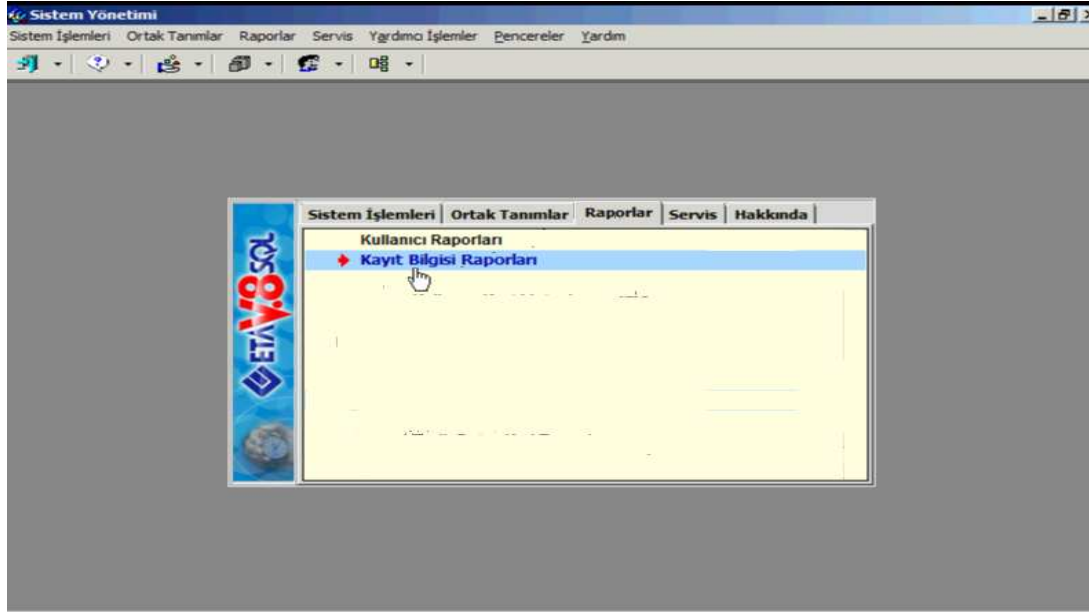 Sistem Yönetimi
Sistem İşlemleri Ortak Tanımlar Raporlar Servis Yardımcı İşlemler Pencereler Yardım
Sistem İşlemleri Ortak Tanımlar Raporlar Servis Hakkında
Kullanıcı Raporları
Kayıt Bilgisi Raporları
ETA V.8 SQL